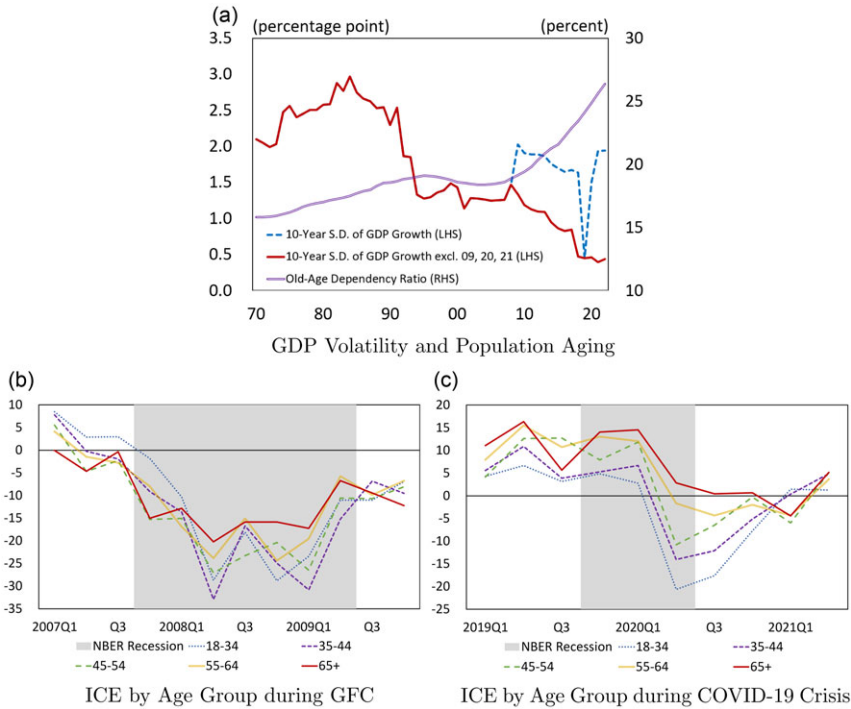 (a)
(percentage point) (percent)
3.5 30
3.0
2.5 25
2.0 20
1.5
1.0 15
0.5
0.0 10
10-Year S.D. of GDP Growth (LHS)
10-Year S.D. of GDP Growth excl. 09, 20, 21 (LHS)
Old-Age Dependency Ratio (RHS)
70 80 90 00 10 20
GDP Volatility and Population Aging
(b)
10
5
0
-5
-10
-15
-20
-25
-30
-35
2007Q1 Q3 2008Q1 Q3 2009Q1 Q3
NBER Recession 18-34 35-44
45-54 55-64 65+
ICE by Age Group during GFC
(c)
20
15
10
5
0
-5
-10
-15
-20
-25
2019Q1 Q3 2020Q1 Q3 2021Q1
NBER Recession 18-34 35-44
45-54 55-64 65+
ICE by Age Group during COVID-19 Crisis